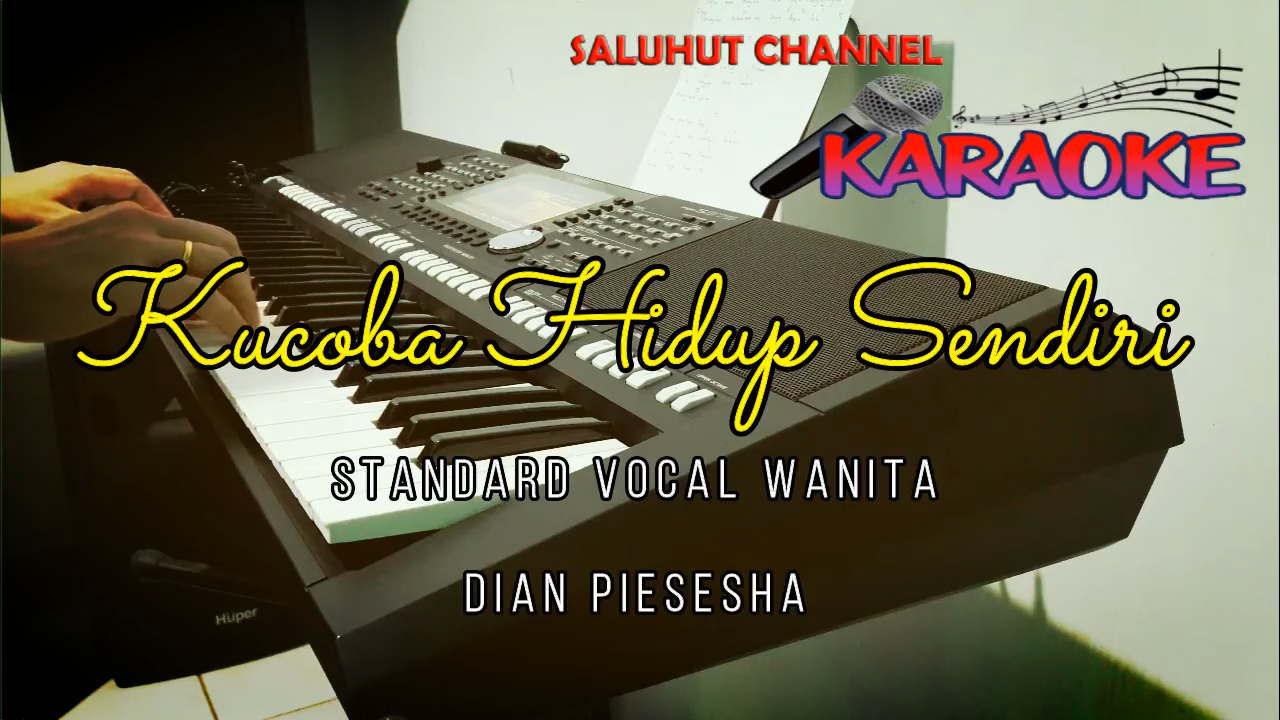 SALUHUT CHANNEL
KARAOKE
Kucoba Hidup Sendiri
STANDARD VOCAL WANITA
DIAN PIESESHA
Hüper